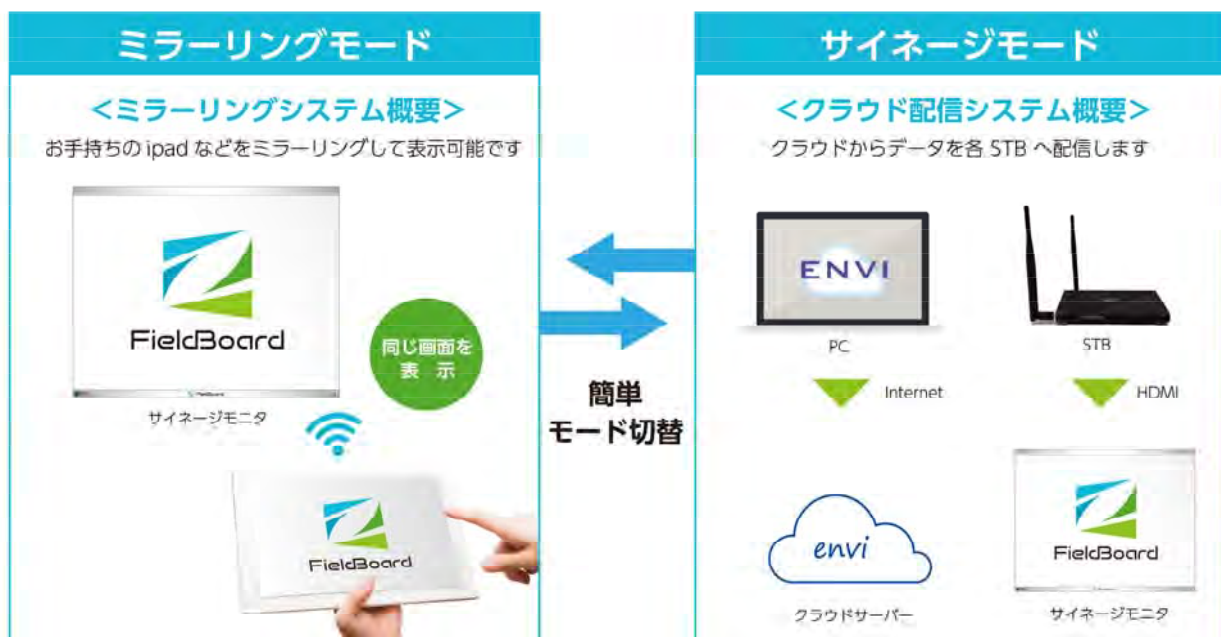 ミラーリングモード
<ミラーリングシステム概要>
お手持ちの ipad などをミラーリングして表示可能です
FieldBoard
サイネージモニタ
同じ画面を
表 示
FieldBoard
簡単
モード切替
サイネージモード
<クラウド配信システム概要>
クラウドからデータを各 STB へ配信します
ENVI
PC
STB
Internet
HDMI
envi
クラウドサーバー
FieldBoard
サイネージモニタ